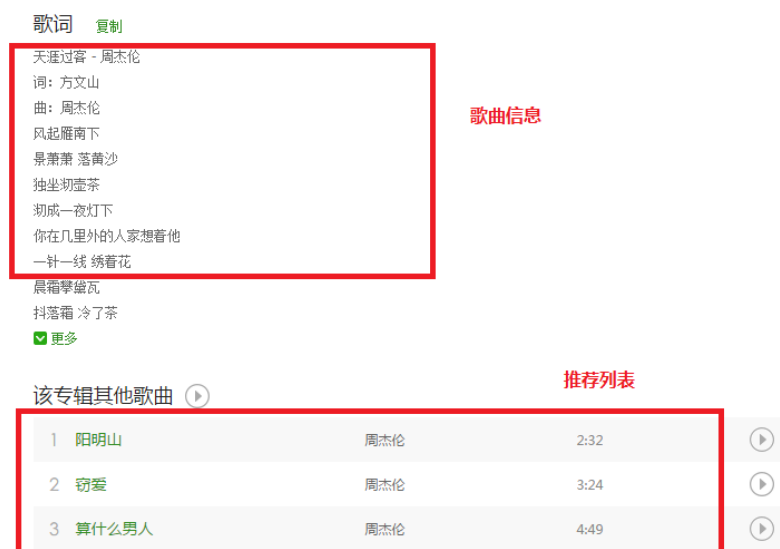 歌词 复制
天涯过客 - 周杰伦
词：方文山
曲：周杰伦
歌曲信息
风起雁南下
景萧萧 落黄沙
独坐沏壶茶
沏成一夜灯下
你在几里外的人家想着他
一针一线 绣着花
晨霜攀黛瓦
抖落霜 冷了茶
更多
推荐列表
该专辑其他歌曲
1 阳明山 周杰伦 2:32
2 窃爱 周杰伦 3:24
3 算什么男人 周杰伦 4:49